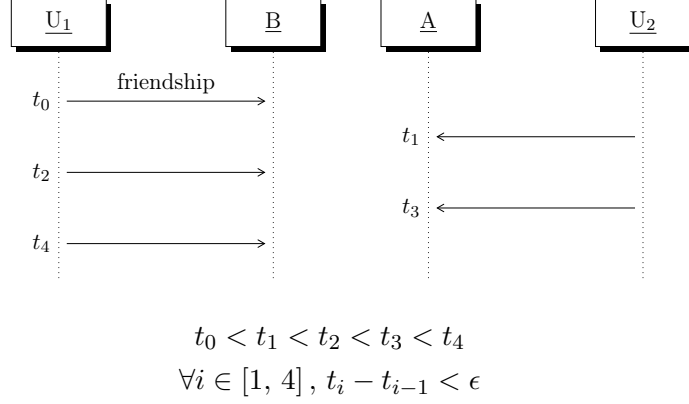 U₁ B A U₂
friendship
t₀
t₁
t₂
t₃
t₄
t₀ < t₁ < t₂ < t₃ < t₄
∀i ∈ [1, 4] , tᵢ − tᵢ₋₁ < ϵ